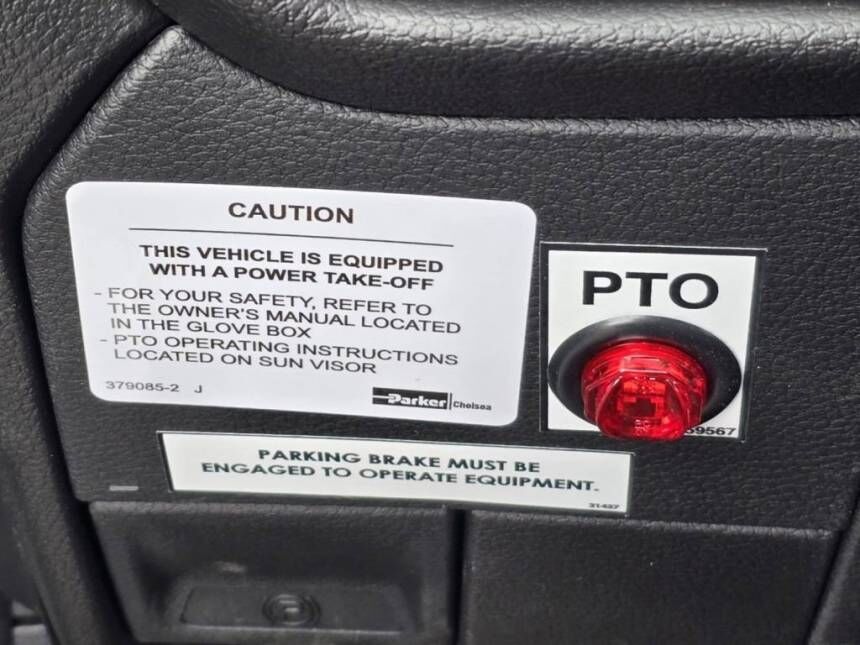 CAUTION
THIS VEHICLE IS EQUIPPED
WITH A POWER TAKE-OFF
- FOR YOUR SAFETY, REFER TO
THE OWNER'S MANUAL LOCATED
IN THE GLOVE BOX
- PTO OPERATING INSTRUCTIONS
LOCATED ON SUN VISOR
379085-2 J
Parker Chelsea
PTO
59567
PARKING BRAKE MUST BE
ENGAGED TO OPERATE EQUIPMENT.
31437